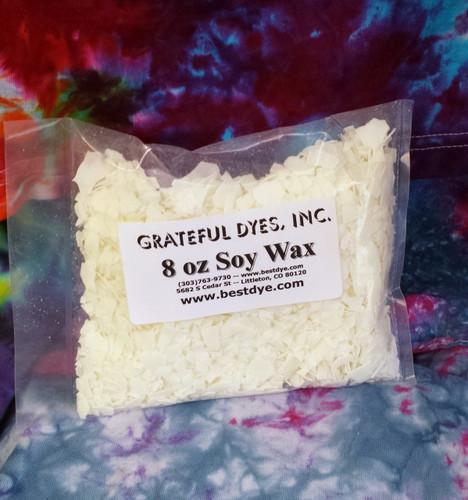 GRATEFUL DYES, INC.
8 oz Soy Wax
(303)763-9730 — www.bestdye.com
5682 S Cedar St -- Littleton, CO 80120
www.bestdye.com